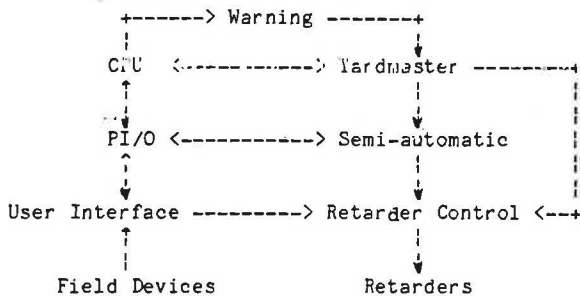 +-----> Warning -----+
CPU <---------> Yardmaster ---------+
PI/O <---------> Semi-automatic
User Interface --------> Retarder Control <--+
Field Devices Retarders